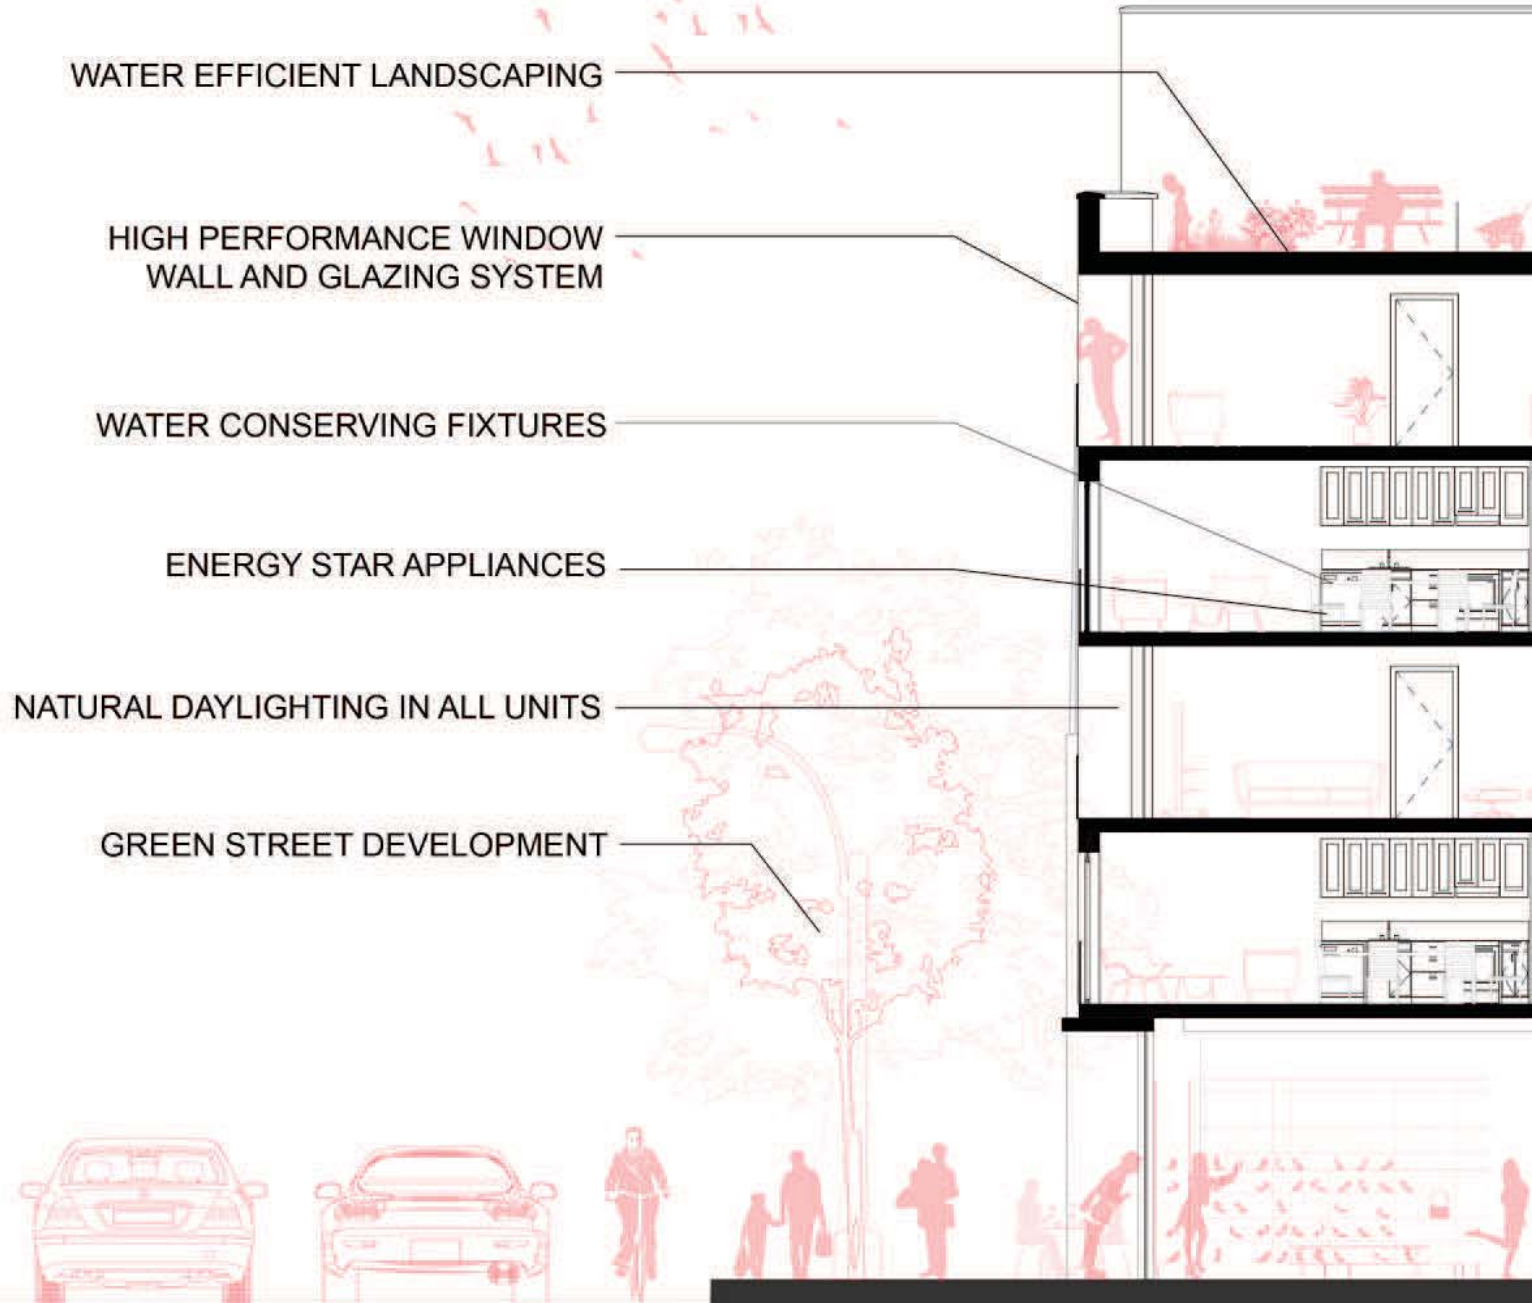 WATER EFFICIENT LANDSCAPING
HIGH PERFORMANCE WINDOW
WALL AND GLAZING SYSTEM
WATER CONSERVING FIXTURES
ENERGY STAR APPLIANCES
NATURAL DAYLIGHTING IN ALL UNITS
GREEN STREET DEVELOPMENT